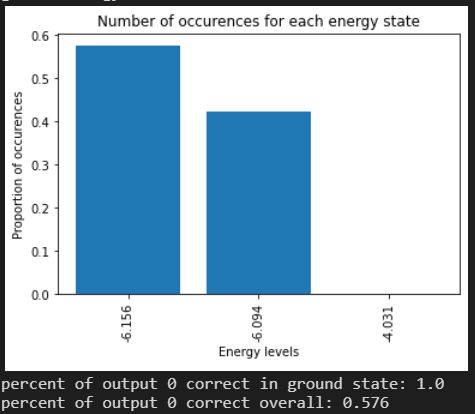 Number of occurences for each energy state
0.6
0.5
0.4
0.3
0.2
0.1
0.0
Proportion of occurences
-6.156
-6.094
-4.031
Energy levels
percent of output 0 correct in ground state: 1.0
percent of output 0 correct overall: 0.576